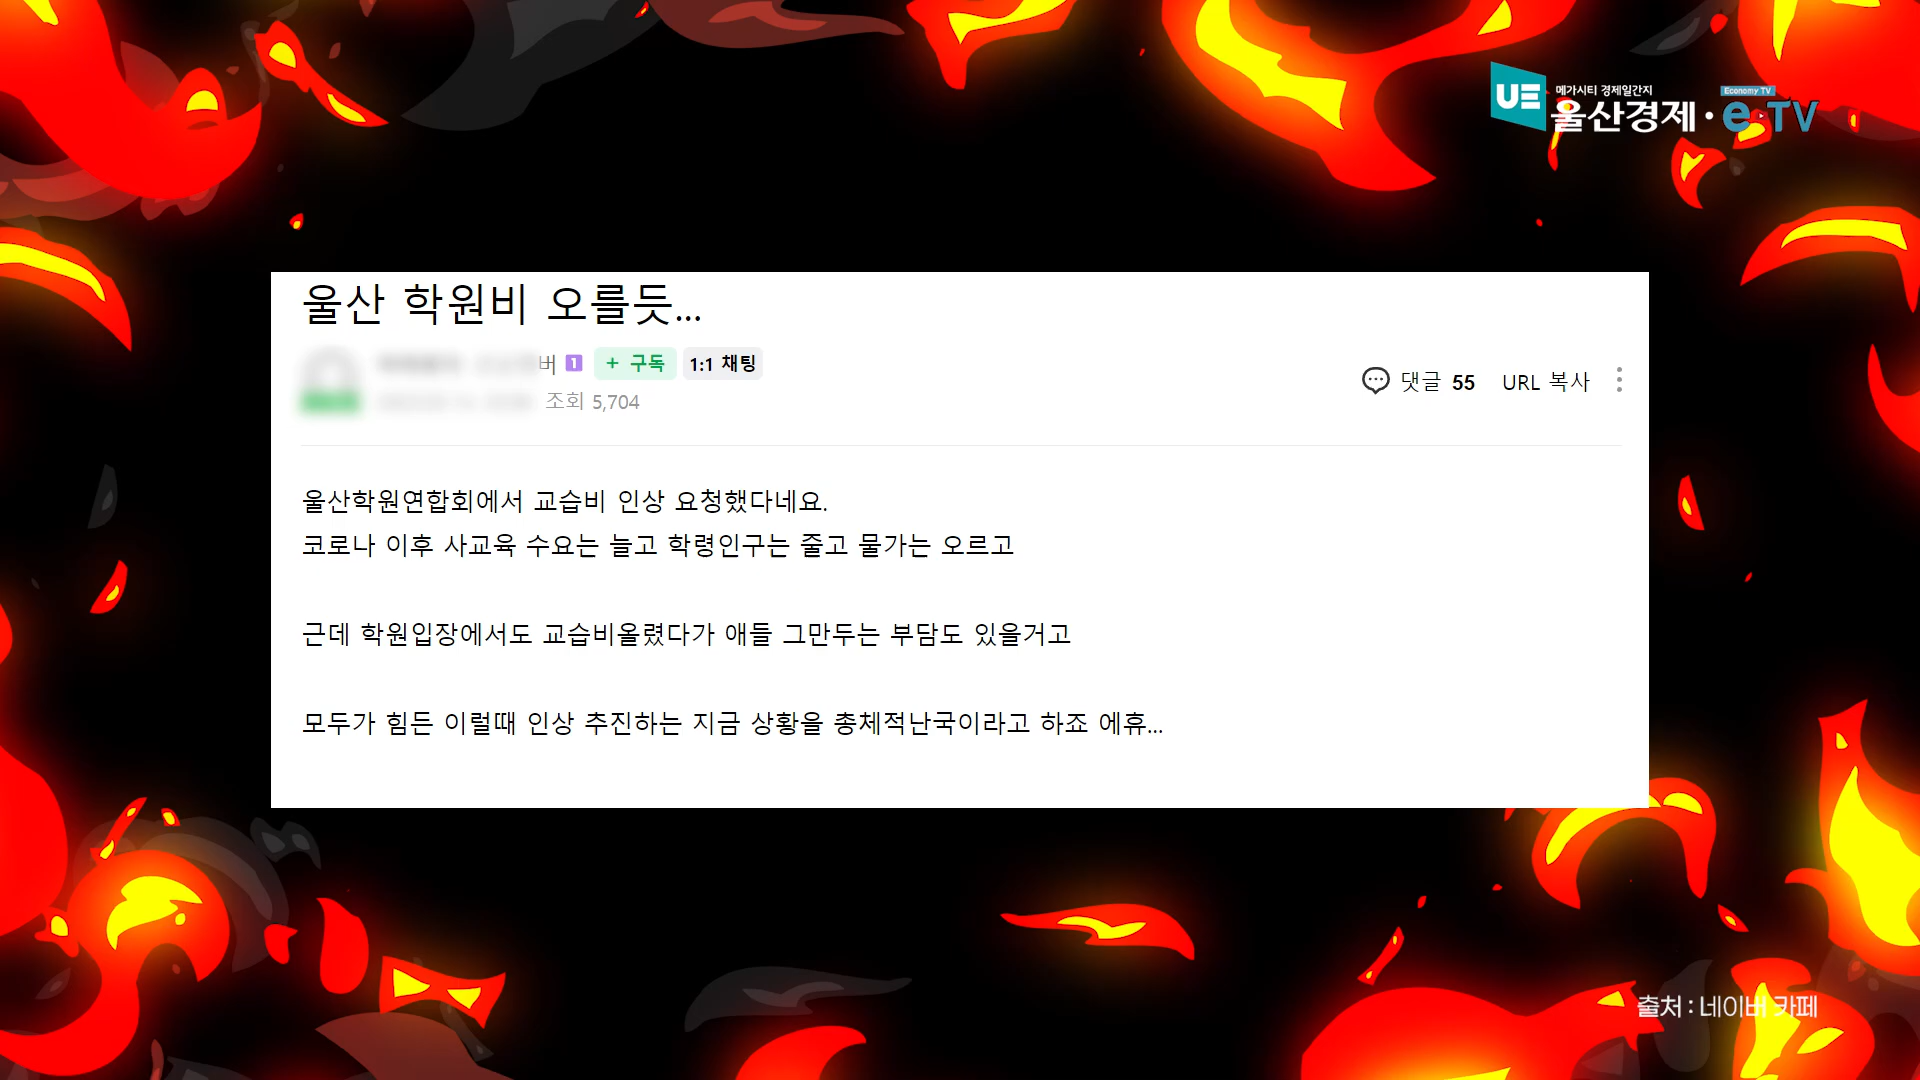 UE
메가시티 경제일간지
Economy TV
울산경제·e-TV
울산 학원비 오를듯...
버 1 + 구독 1:1 채팅
조회 5,704
댓글 55 URL 복사
울산학원연합회에서 교습비 인상 요청했다네요.
코로나 이후 사교육 수요는 늘고 학령인구는 줄고 물가는 오르고
근데 학원입장에서도 교습비올렸다가 애들 그만두는 부담도 있을거고
모두가 힘든 이럴때 인상 추진하는 지금 상황을 총체적난국이라고 하죠 에휴...
출처 : 네이버 카페